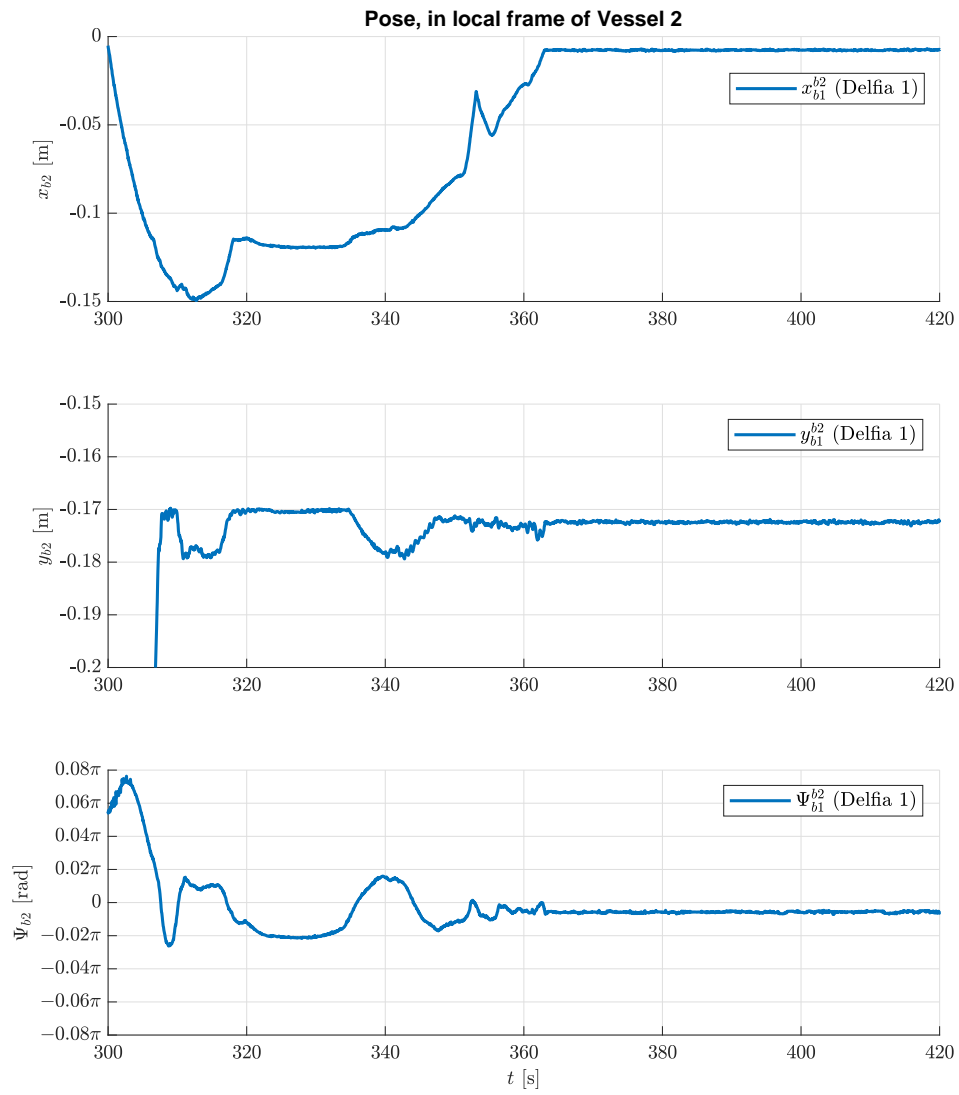 Pose, in local frame of Vessel 2
0
-0.05
-0.1
-0.15
x_{b2} [m]
x_{b1}^{b2} (Delfia 1)
300 320 340 360 380 400 420
-0.15
-0.16
-0.17
-0.18
-0.19
-0.2
y_{b2} [m]
y_{b1}^{b2} (Delfia 1)
300 320 340 360 380 400 420
0.08π
0.06π
0.04π
0.02π
0
−0.02π
−0.04π
−0.06π
−0.08π
Ψ_{b2} [rad]
Ψ_{b1}^{b2} (Delfia 1)
300 320 340 360 380 400 420
t [s]